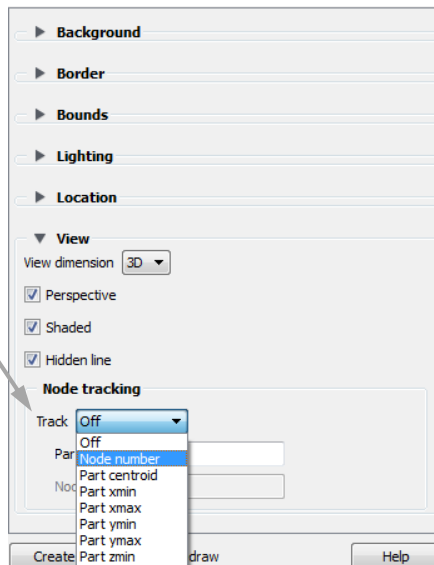 Background
Border
Bounds
Lighting
Location
View
View dimension 3D
Perspective
Shaded
Hidden line
Node tracking
Track Off
Off
Node number
Part centroid
Part xmin
Part xmax
Part ymin
Part ymax
Part zmin
Create
Help